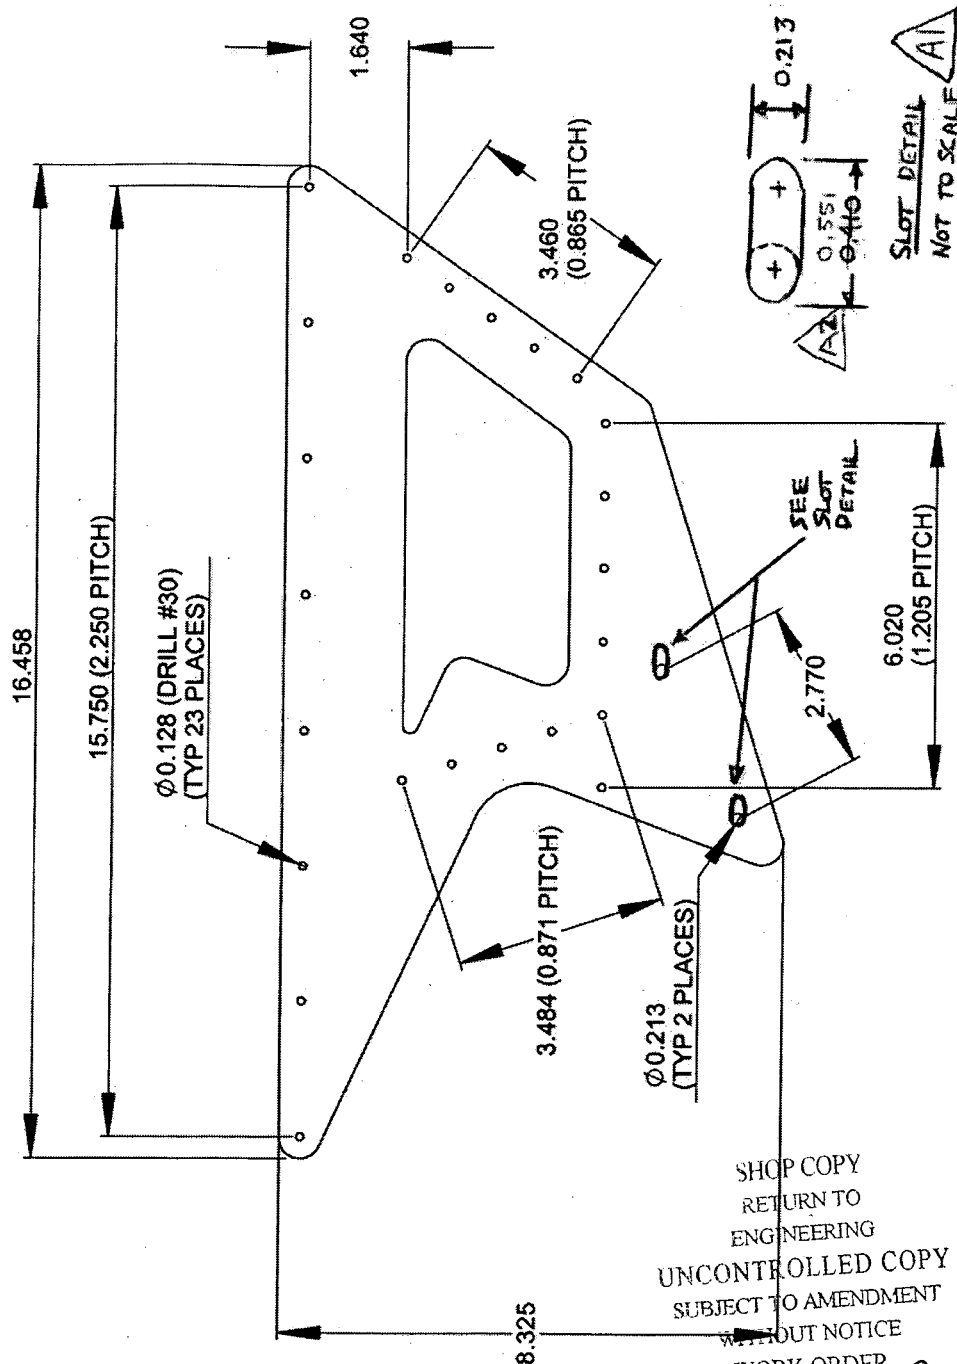 16.458
15.750 (2.250 PITCH)
Ø0.128 (DRILL #30)
(TYP 23 PLACES)
1.640
3.460
(0.865 PITCH)
0.213
0.551
0.410
A2
SLOT DETAIL
NOT TO SCALE
A1
SEE
SLOT
DETAIL
6.020
(1.205 PITCH)
2.770
3.484 (0.871 PITCH)
Ø0.213
(TYP 2 PLACES)
8.325
SHOP COPY
RETURN TO
ENGINEERING
UNCONTROLLED COPY
SUBJECT TO AMENDMENT
WITHOUT NOTICE
WORK ORDER